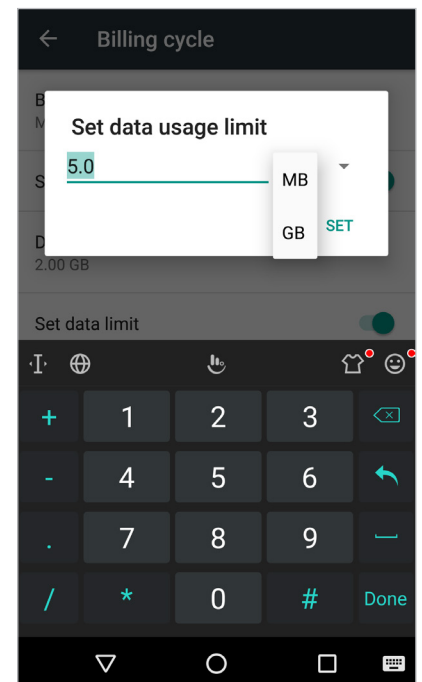 Billing cycle
B
M
Set data usage limit
5.0
MB
S
GB
SET
D
2.00 GB
Set data limit
+ 1 2 3
- 4 5 6
. 7 8 9
/ * 0 # Done